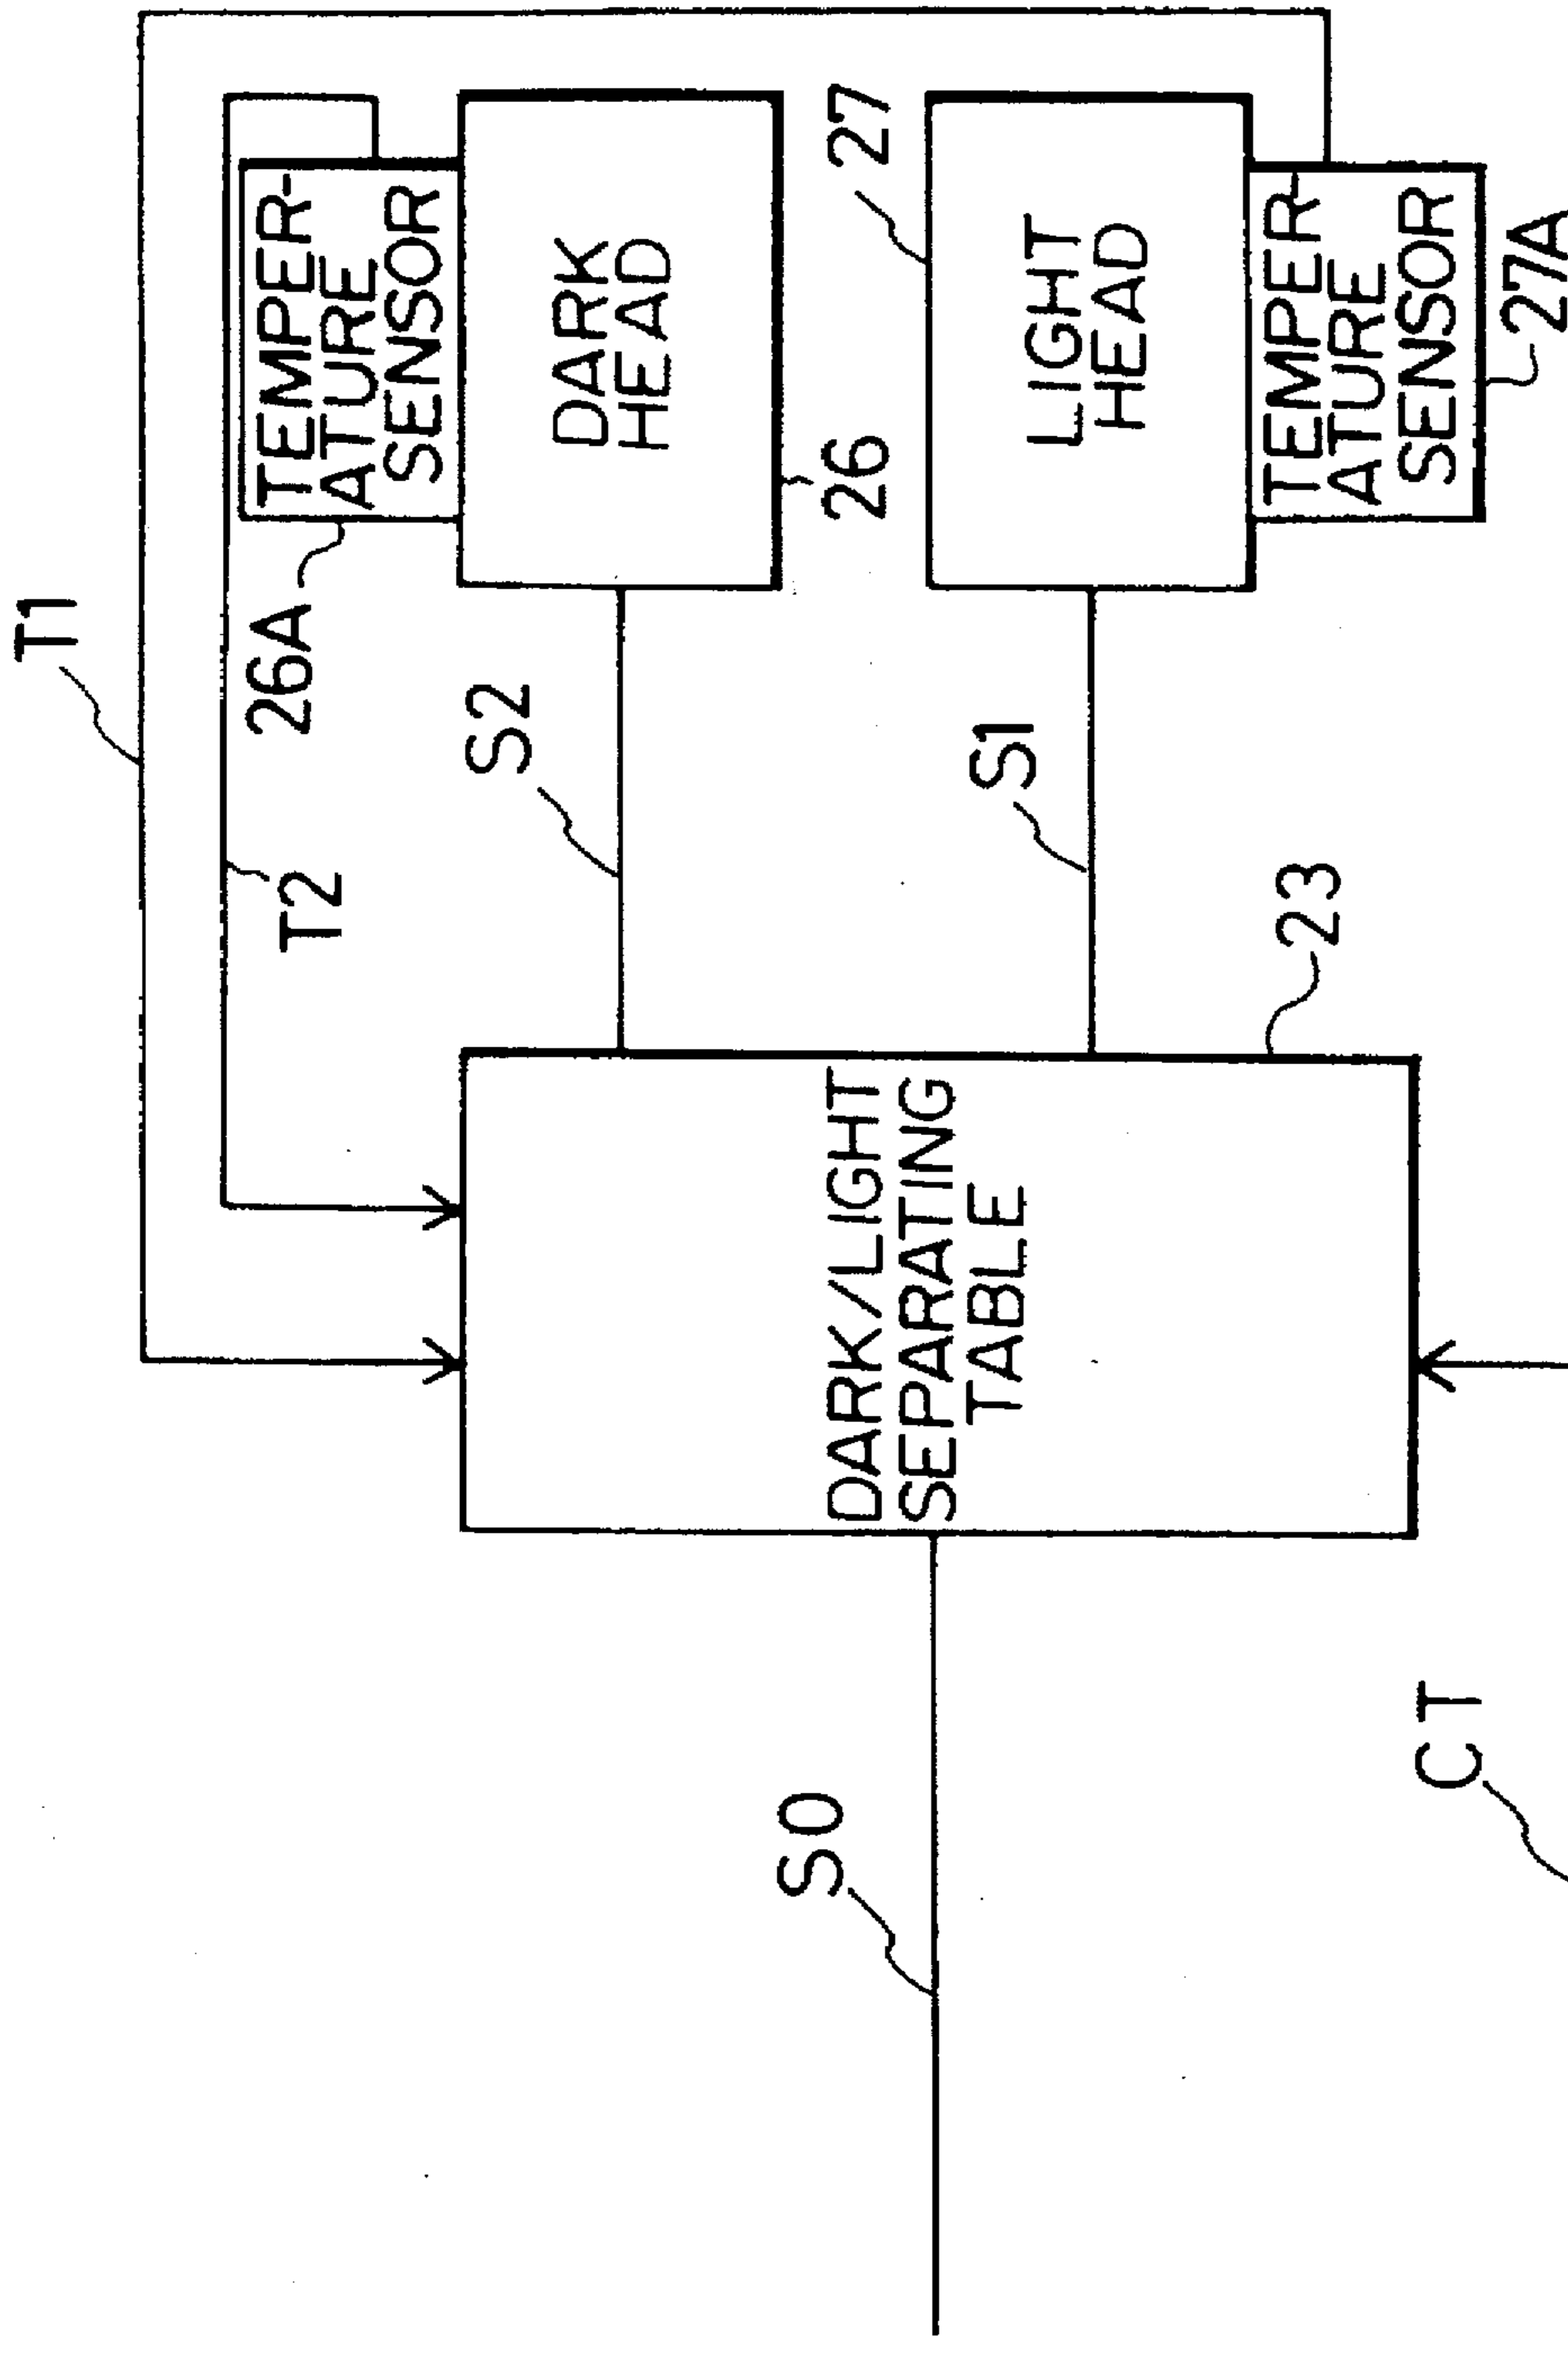 T1
T2
26A
TEMPER-
ATURE
SENSOR
S2
DARK
HEAD
26
27
S0
DARK/LIGHT
SEPARATING
TABLE
S1
LIGHT
HEAD
23
TEMPER-
ATURE
SENSOR
CT
27A